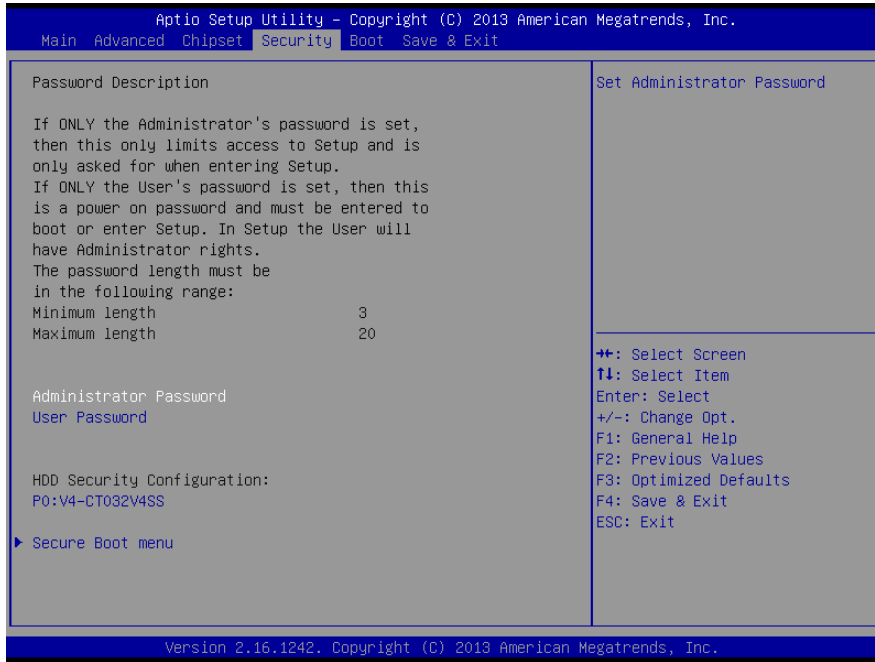 Aptio Setup Utility – Copyright (C) 2013 American Megatrends, Inc.
Main Advanced Chipset Security Boot Save & Exit
Password Description
If ONLY the Administrator's password is set,
then this only limits access to Setup and is
only asked for when entering Setup.
If ONLY the User's password is set, then this
is a power on password and must be entered to
boot or enter Setup. In Setup the User will
have Administrator rights.
The password length must be
in the following range:
Minimum length 3
Maximum length 20
Administrator Password
User Password
HDD Security Configuration:
P0:V4-CT032V4SS
Secure Boot menu
Set Administrator Password
→←: Select Screen
↑↓: Select Item
Enter: Select
+/-: Change Opt.
F1: General Help
F2: Previous Values
F3: Optimized Defaults
F4: Save & Exit
ESC: Exit
Version 2.16.1242. Copyright (C) 2013 American Megatrends, Inc.